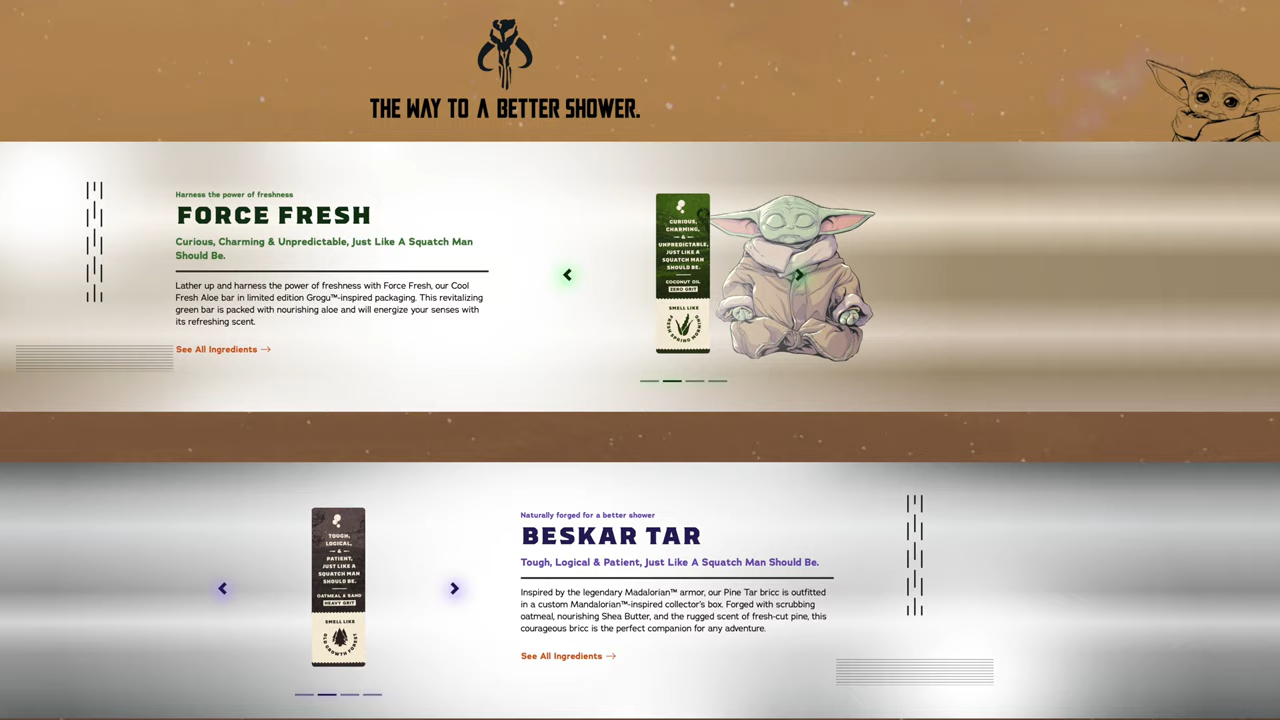 THE WAY TO A BETTER SHOWER.
Harness the power of freshness
FORCE FRESH
Curious, Charming & Unpredictable, Just Like A Squatch Man
Should Be.
Lather up and harness the power of freshness with Force Fresh, our Cool
Fresh Aloe bar in limited edition Grogu™-inspired packaging. This revitalizing
green bar is packed with nourishing aloe and will energize your senses with
its refreshing scent.
See All Ingredients →
CURIOUS,
CHARMING,
&
UNPREDICTABLE,
JUST LIKE A
SQUATCH MAN
SHOULD BE.
COCONUT OIL
ZERO GRIT
SMELL LIKE
FRESH SPRING MORNING
TOUGH,
LOGICAL,
&
PATIENT,
JUST LIKE A
SQUATCH MAN
SHOULD BE.
OATMEAL & SAND
HEAVY GRIT
SMELL LIKE
OLD GROWTH FOREST
Naturally forged for a better shower
BESKAR TAR
Tough, Logical & Patient, Just Like A Squatch Man Should Be.
Inspired by the legendary Madalorian™ armor, our Pine Tar bricc is outfitted
in a custom Mandalorian™-inspired collector's box. Forged with scrubbing
oatmeal, nourishing Shea Butter, and the rugged scent of fresh-cut pine, this
courageous bricc is the perfect companion for any adventure.
See All Ingredients →